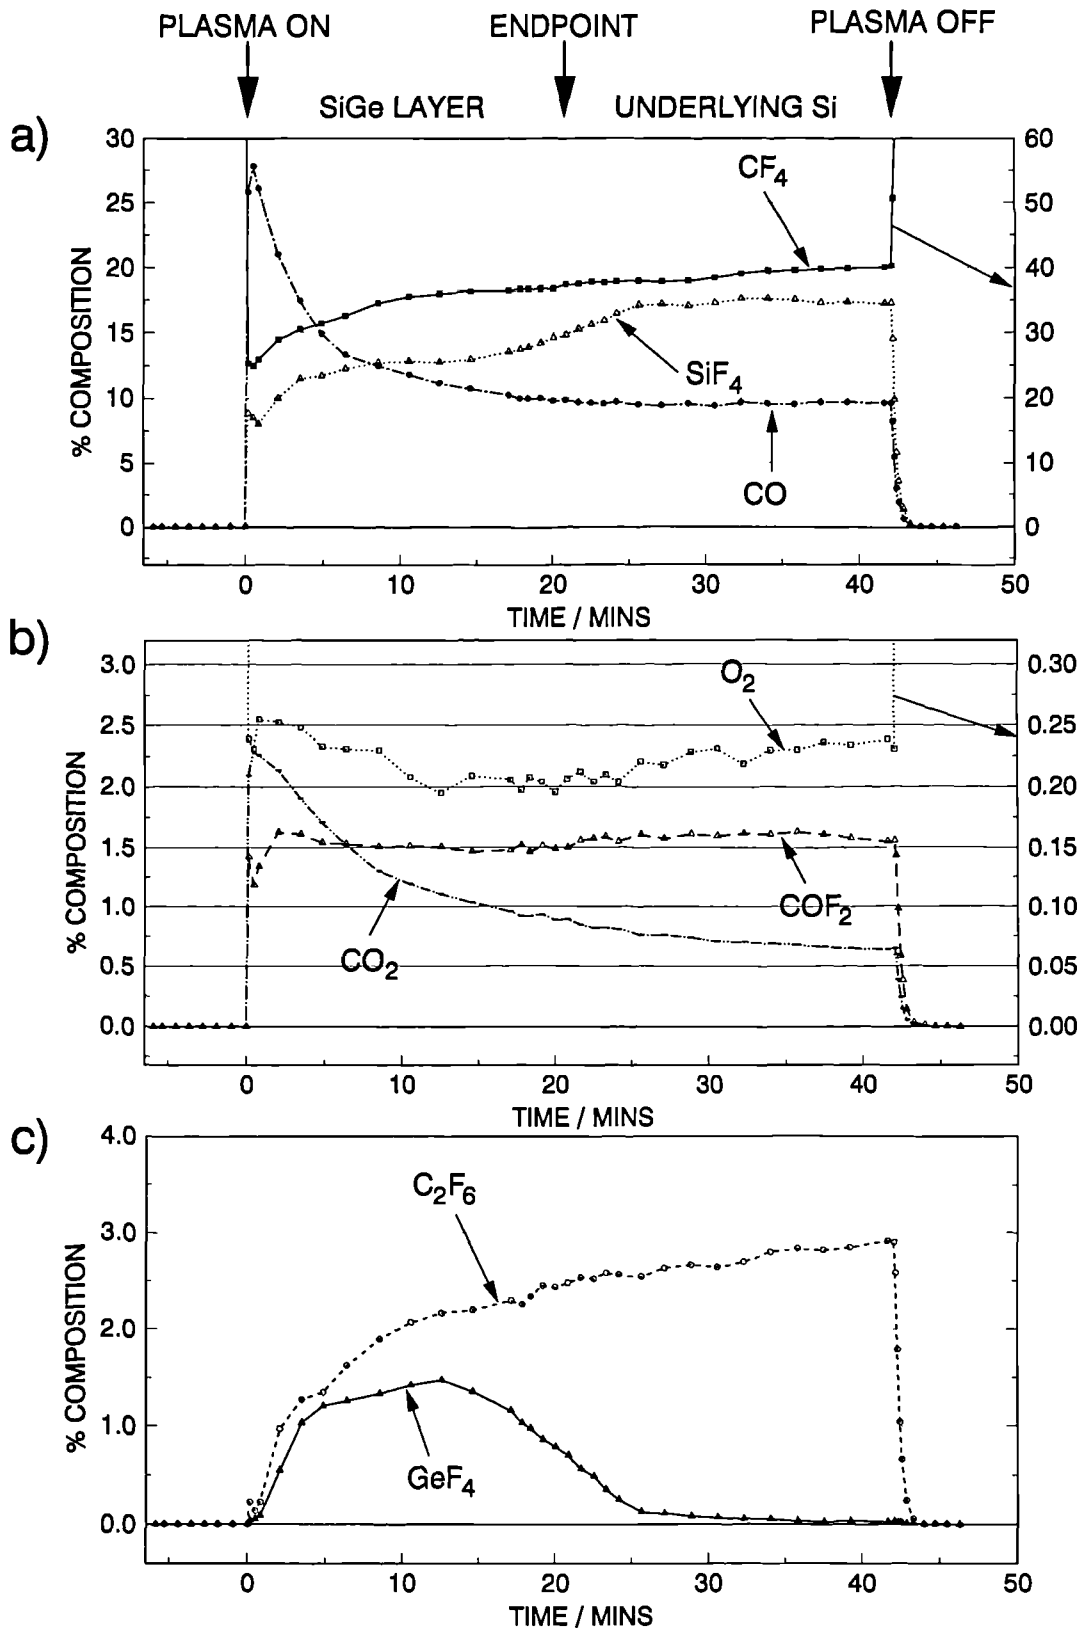 PLASMA ON ENDPOINT PLASMA OFF
SiGe LAYER UNDERLYING Si
a)
30 60
CF4
25 50
20 40
15 30
SiF4
10 20
5 10
CO
0 0
% COMPOSITION
0 10 20 30 40 50
TIME / MINS
b)
3.0 0.30
O2
2.5 0.25
2.0 0.20
1.5 0.15
COF2
1.0 0.10
CO2
0.5 0.05
0.0 0.00
% COMPOSITION
0 10 20 30 40 50
TIME / MINS
c)
4.0
C2F6
3.0
2.0
1.0
GeF4
0.0
% COMPOSITION
0 10 20 30 40 50
TIME / MINS